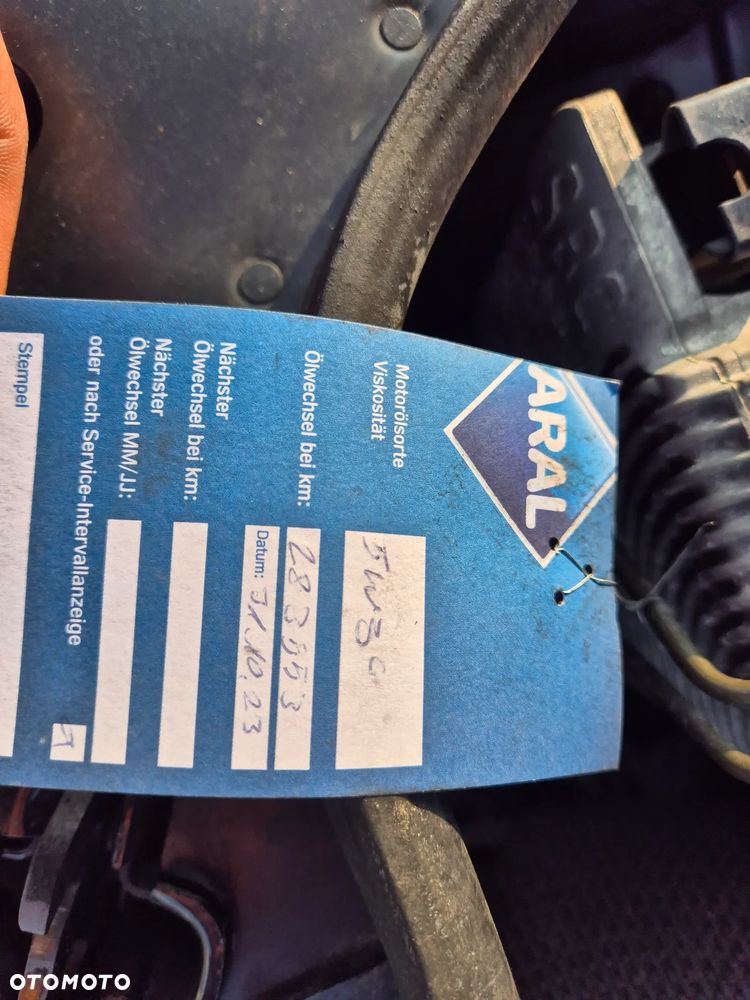 ARAL
Motorölsorte
Viskosität
5W30
Ölwechsel bei km:
283553
Datum: 31.10.23
Nächster
Ölwechsel bei km:
Nächster
Ölwechsel MM/JJ:
oder nach Service-Intervallanzeige
Stempel
SBS
OTOMOTO